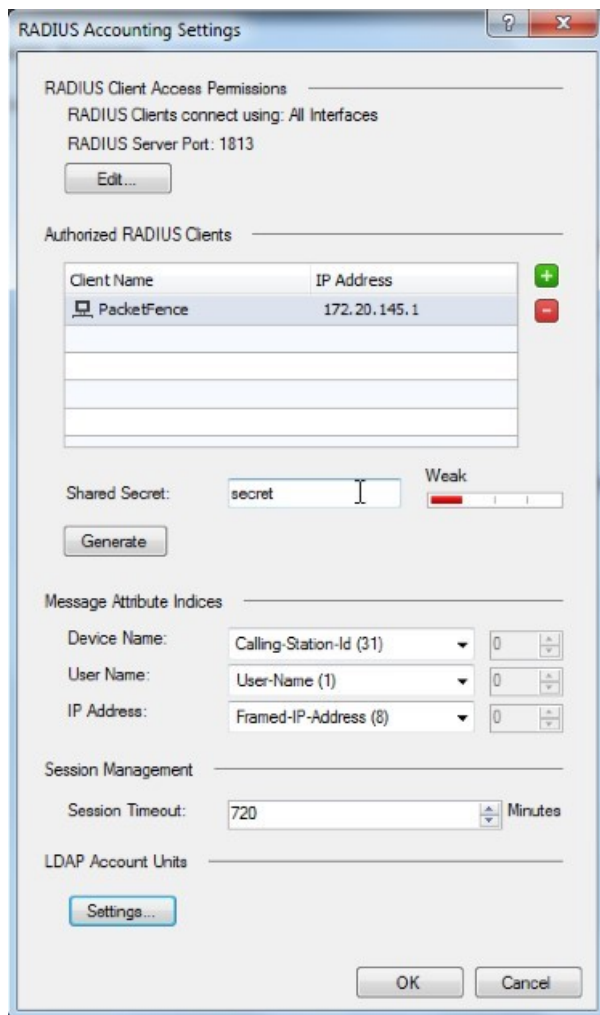 RADIUS Accounting Settings
RADIUS Client Access Permissions
RADIUS Clients connect using: All Interfaces
RADIUS Server Port: 1813
Edit...
Authorized RADIUS Clients
Client Name IP Address
PacketFence 172.20.145.1
Weak
Shared Secret: secret
Generate
Message Attribute Indices
Device Name: Calling-Station-Id (31) 0
User Name: User-Name (1) 0
IP Address: Framed-IP-Address (8) 0
Session Management
Session Timeout: 720 Minutes
LDAP Account Units
Settings...
OK Cancel